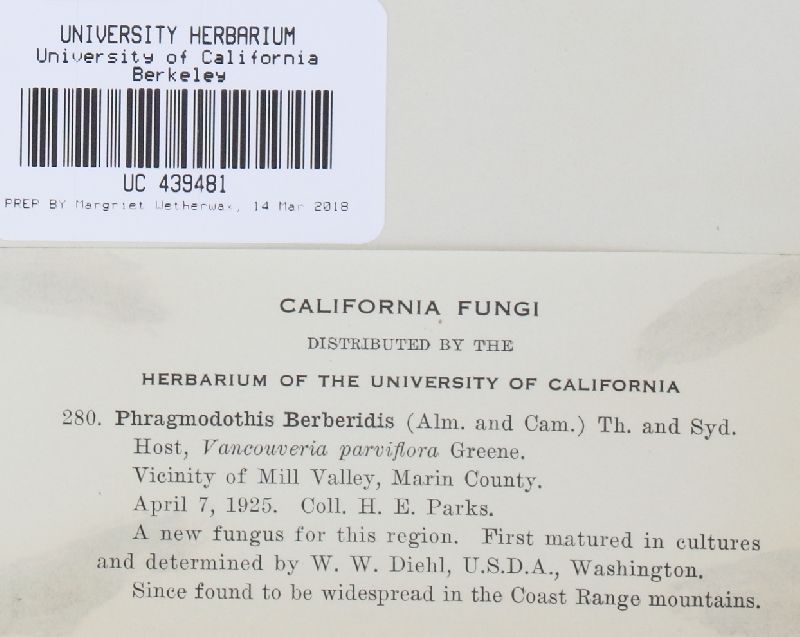 UNIVERSITY HERBARIUM
University of California
Berkeley
UC 439481
PREP BY Margriet Wetherwax, 14 Mar 2018
CALIFORNIA FUNGI
DISTRIBUTED BY THE
HERBARIUM OF THE UNIVERSITY OF CALIFORNIA
280. Phragmodothis Berberidis (Alm. and Cam.) Th. and Syd.
Host, Vancouveria parviflora Greene.
Vicinity of Mill Valley, Marin County.
April 7, 1925. Coll. H. E. Parks.
A new fungus for this region. First matured in cultures
and determined by W. W. Diehl, U.S.D.A., Washington.
Since found to be widespread in the Coast Range mountains.